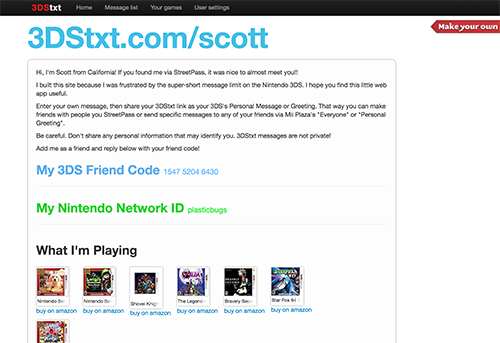 3DStxt Home Message list Your games User settings
Make your own
3DStxt.com/scott
Hi, I'm Scott from California! If you found me via StreetPass, it was nice to almost meet you!!
I built this site because I was frustrated by the super-short message limit on the Nintendo 3DS. I hope you find this little web
app useful.
Enter your own message, then share your 3DStxt link as your 3DS's Personal Message or Greeting. That way you can make
friends with people you StreetPass or send specific messages to any of your friends via Mii Plaza's "Everyone" or "Personal
Greeting".
Be careful. Don't share any personal information that may identify you. 3DStxt messages are not private!
Add me as a friend and reply below with your friend code!
My 3DS Friend Code 1547 5204 6430
My Nintendo Network ID plasticbugs
What I'm Playing
Nintendo Nintendo Shovel Knig The Legend Bravely Sec Star Fox 64
buy on amazon buy on amazon buy on amazon buy on amazon buy on amazon buy on amazon